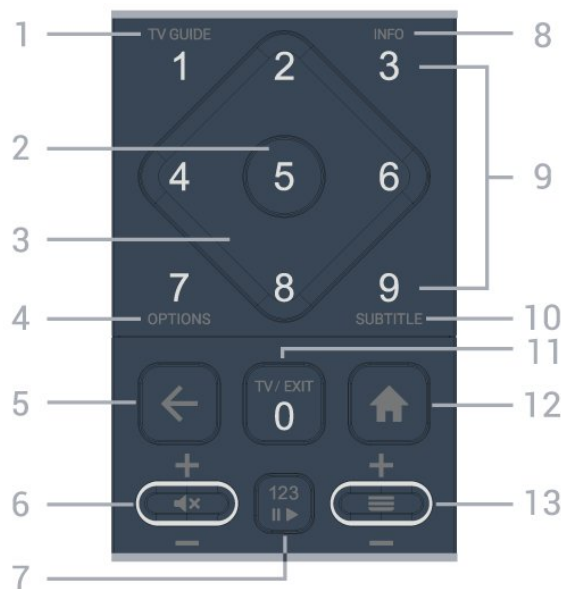 1 TV GUIDE INFO 8
1 2 3
2 4 5 6 9
3
7 8 9
4 OPTIONS SUBTITLE 10
11
5 TV / EXIT 12
0
+ +
6 123 13
− −
7